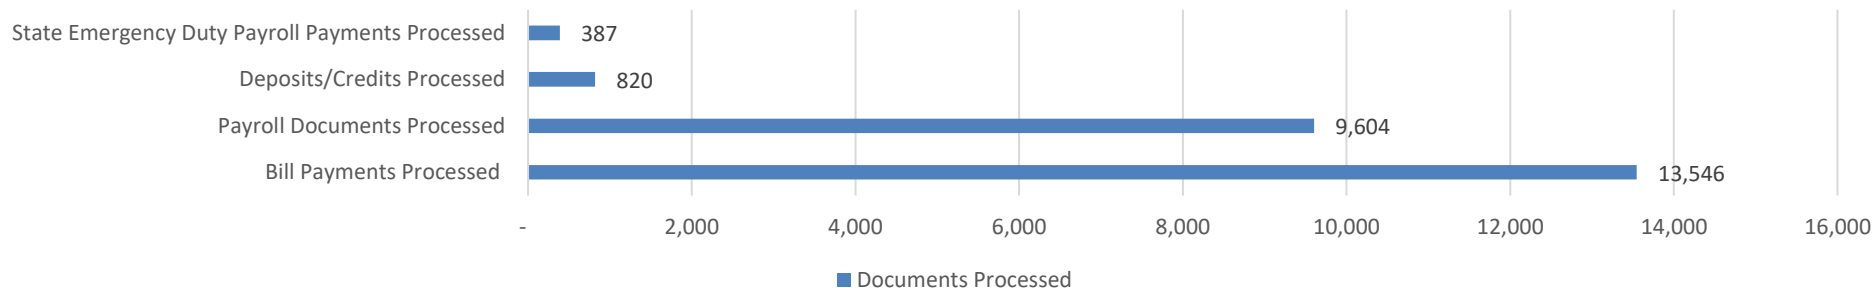 State Emergency Duty Payroll Payments Processed 387
Deposits/Credits Processed 820
Payroll Documents Processed 9,604
Bill Payments Processed 13,546
- 2,000 4,000 6,000 8,000 10,000 12,000 14,000 16,000
Documents Processed